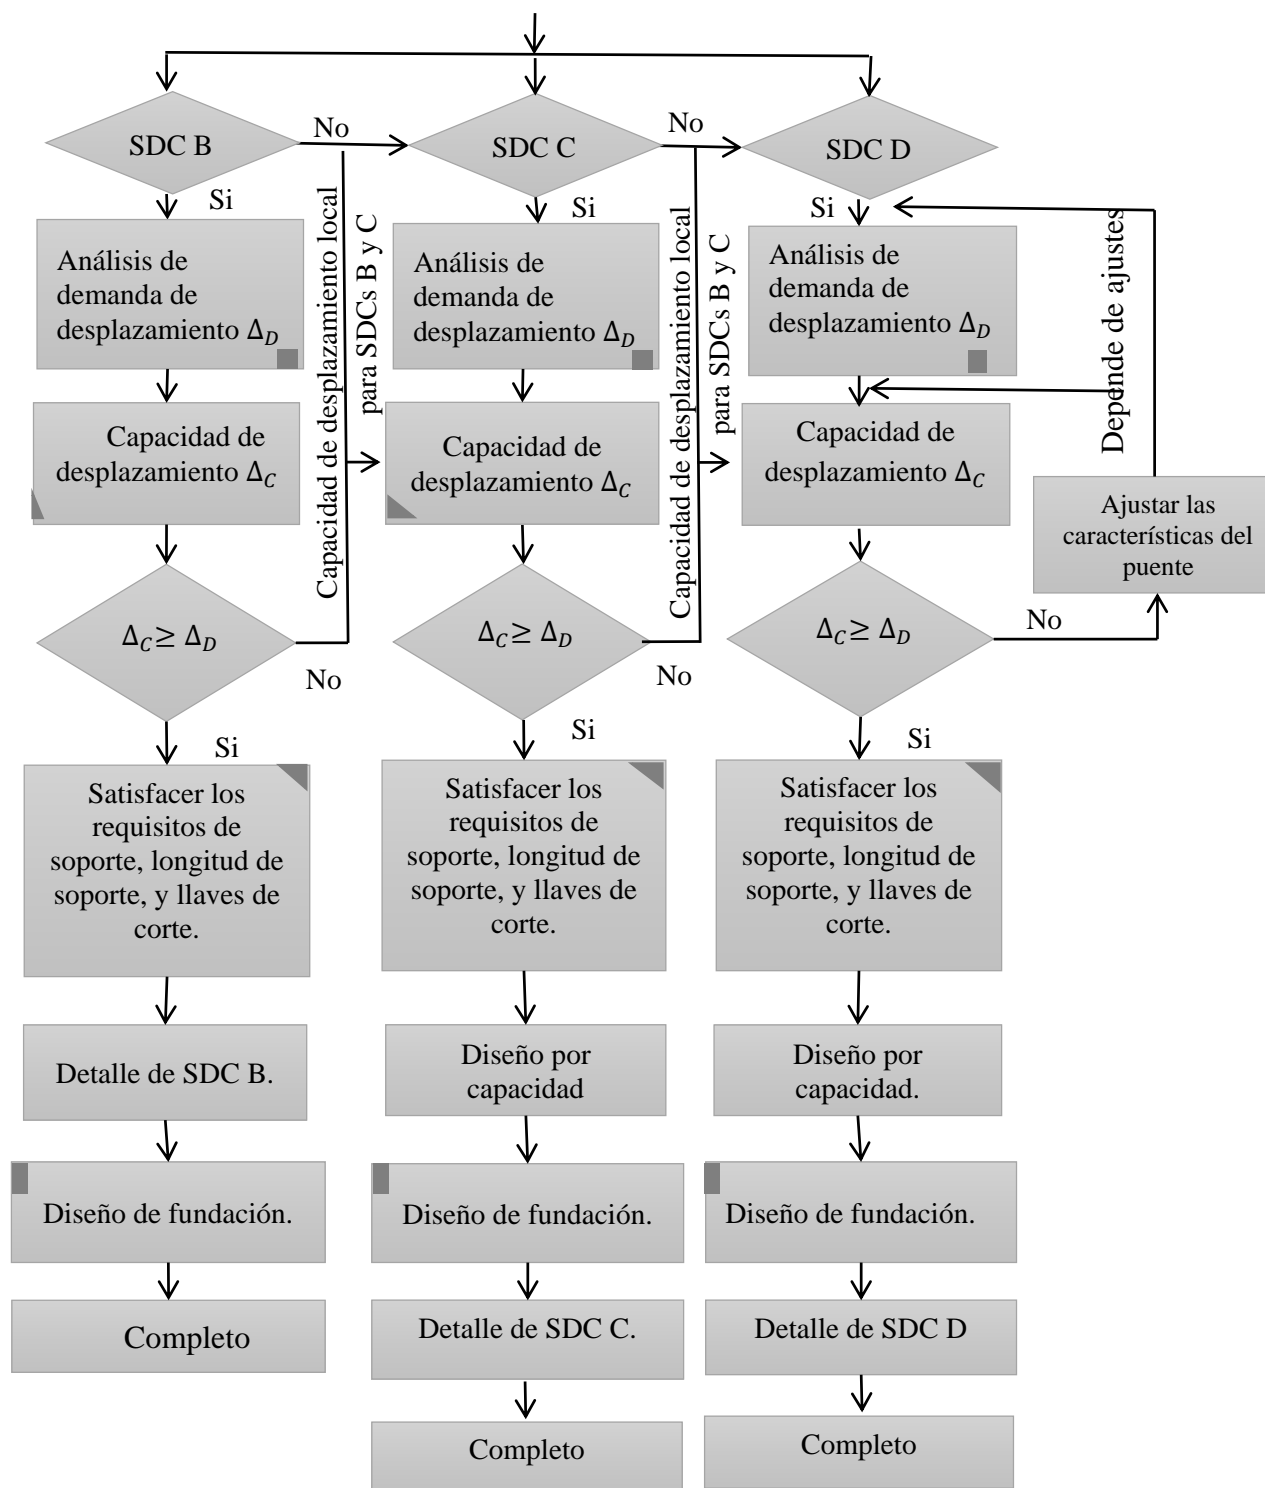 SDC B
No
SDC C
No
SDC D
Si
Si
Si
Análisis de
demanda de
desplazamiento Δ_D
Capacidad de desplazamiento local
para SDCs B y C
Análisis de
demanda de
desplazamiento Δ_D
Capacidad de desplazamiento local
para SDCs B y C
Análisis de
demanda de
desplazamiento Δ_D
Depende de ajustes
Capacidad de
desplazamiento Δ_C
Capacidad de
desplazamiento Δ_C
Capacidad de
desplazamiento Δ_C
Ajustar las
características del
puente
Δ_C ≥ Δ_D
No
Δ_C ≥ Δ_D
No
Δ_C ≥ Δ_D
No
Si
Si
Si
Satisfacer los
requisitos de
soporte, longitud de
soporte, y llaves de
corte.
Satisfacer los
requisitos de
soporte, longitud de
soporte, y llaves de
corte.
Satisfacer los
requisitos de
soporte, longitud de
soporte, y llaves de
corte.
Detalle de SDC B.
Diseño por
capacidad
Diseño por
capacidad.
Diseño de fundación.
Diseño de fundación.
Diseño de fundación.
Completo
Detalle de SDC C.
Detalle de SDC D
Completo
Completo